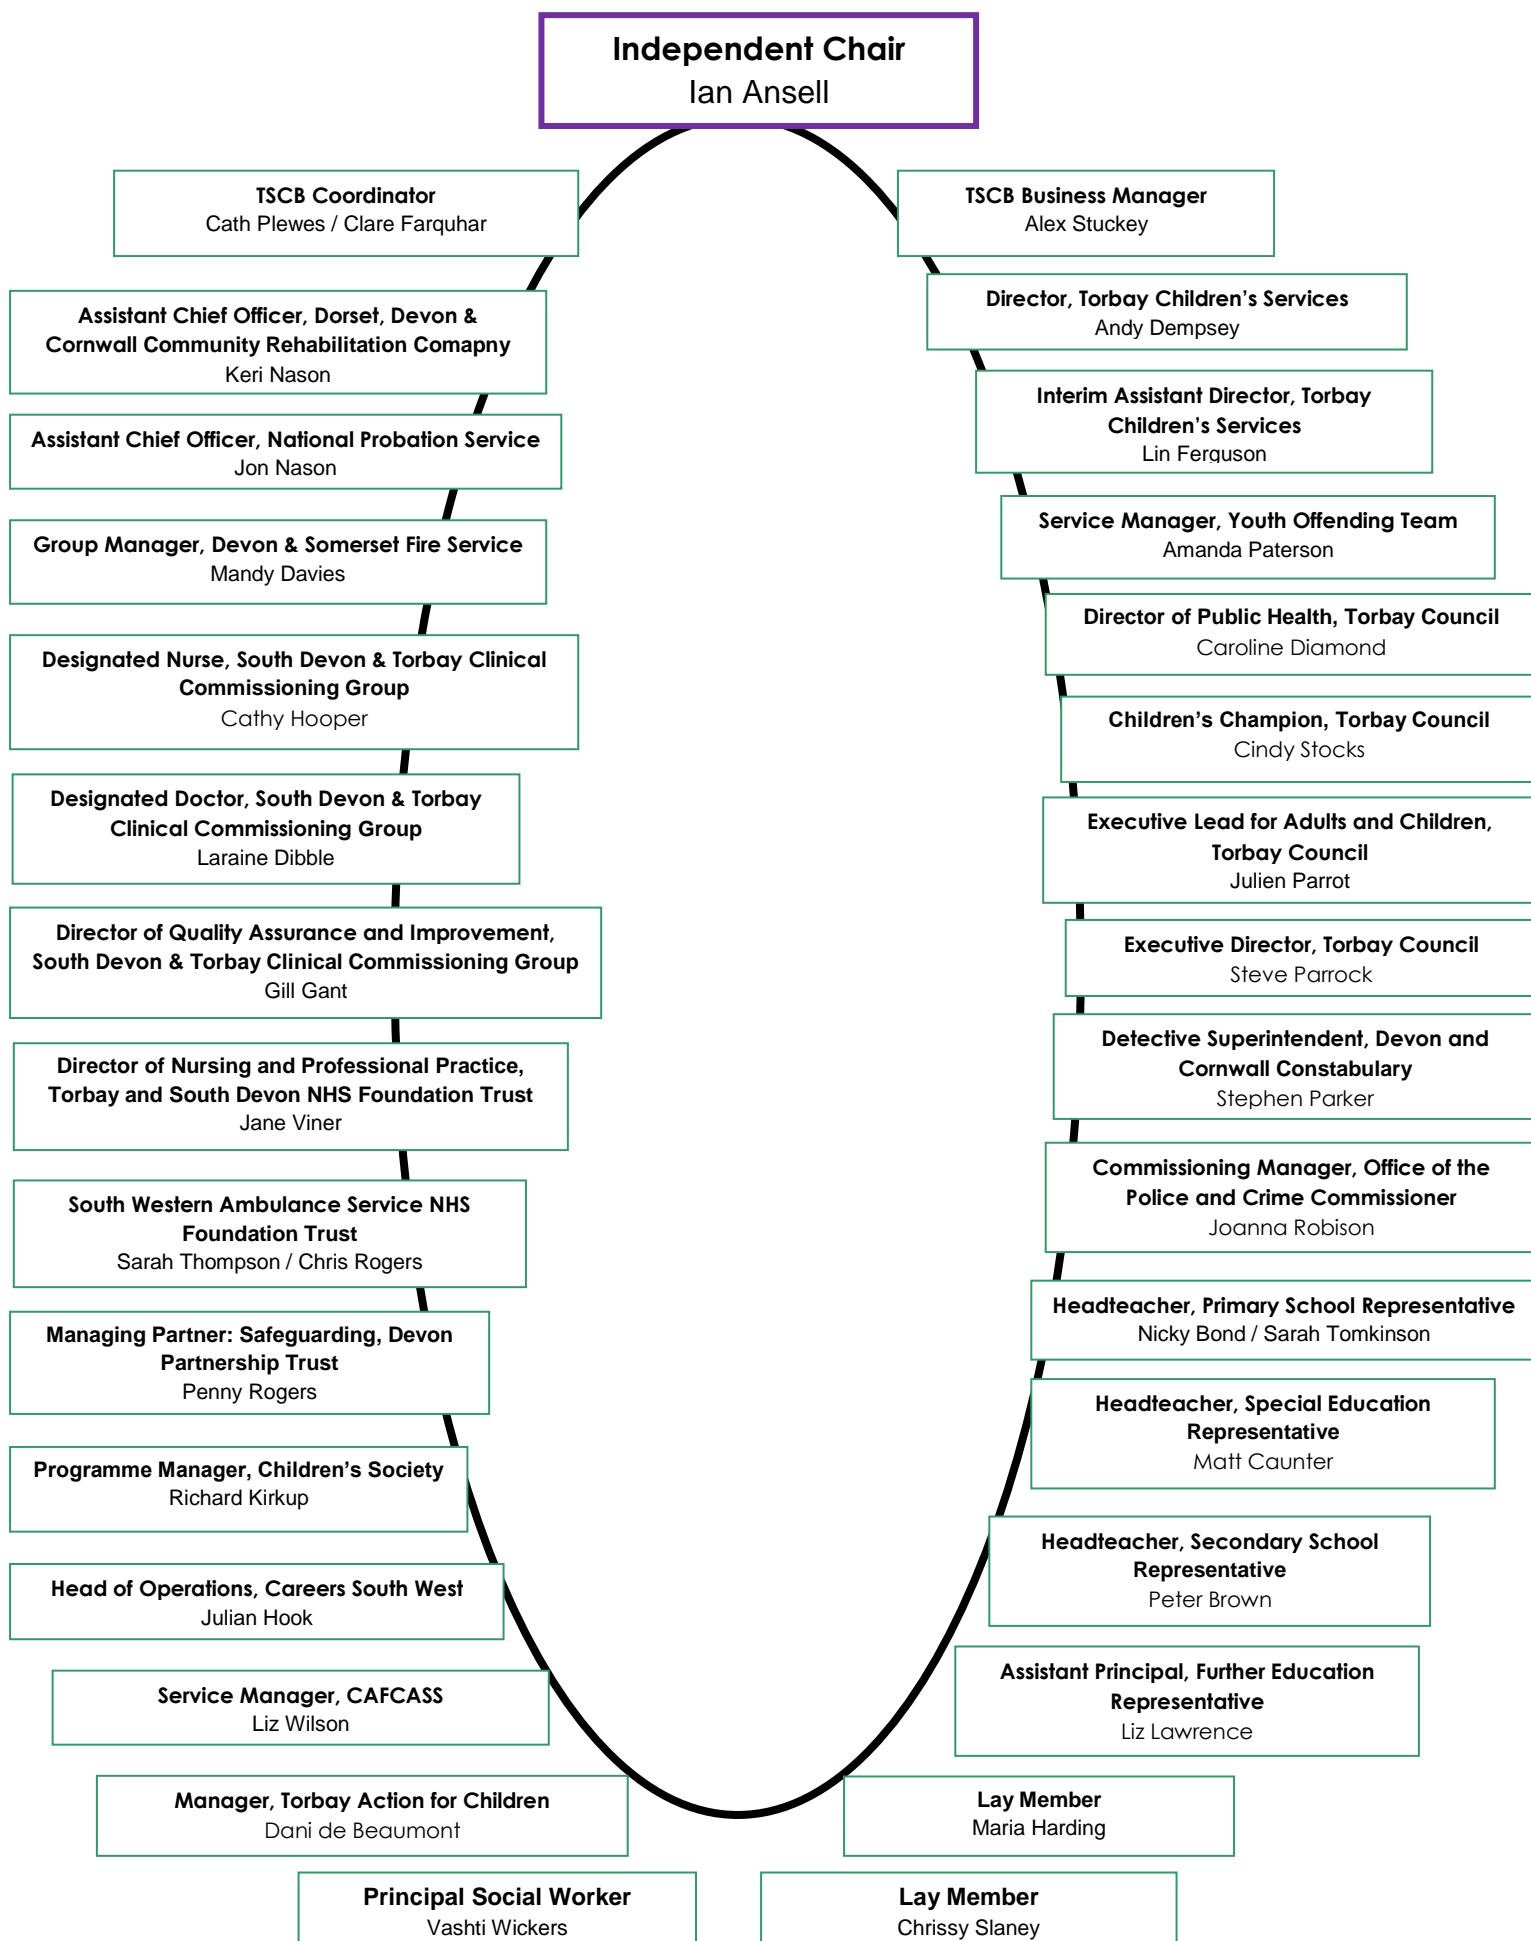 Independent Chair
Ian Ansell
TSCB Coordinator
Cath Plewes / Clare Farquhar
TSCB Business Manager
Alex Stuckey
Assistant Chief Officer, Dorset, Devon &
Cornwall Community Rehabilitation Comapny
Keri Nason
Director, Torbay Children's Services
Andy Dempsey
Interim Assistant Director, Torbay
Children's Services
Lin Ferguson
Assistant Chief Officer, National Probation Service
Jon Nason
Service Manager, Youth Offending Team
Amanda Paterson
Group Manager, Devon & Somerset Fire Service
Mandy Davies
Director of Public Health, Torbay Council
Caroline Diamond
Designated Nurse, South Devon & Torbay Clinical
Commissioning Group
Cathy Hooper
Children's Champion, Torbay Council
Cindy Stocks
Designated Doctor, South Devon & Torbay
Clinical Commissioning Group
Laraine Dibble
Executive Lead for Adults and Children,
Torbay Council
Julien Parrot
Director of Quality Assurance and Improvement,
South Devon & Torbay Clinical Commissioning Group
Gill Gant
Executive Director, Torbay Council
Steve Parrock
Director of Nursing and Professional Practice,
Torbay and South Devon NHS Foundation Trust
Jane Viner
Detective Superintendent, Devon and
Cornwall Constabulary
Stephen Parker
South Western Ambulance Service NHS
Foundation Trust
Sarah Thompson / Chris Rogers
Commissioning Manager, Office of the
Police and Crime Commissioner
Joanna Robison
Managing Partner: Safeguarding, Devon
Partnership Trust
Penny Rogers
Headteacher, Primary School Representative
Nicky Bond / Sarah Tomkinson
Headteacher, Special Education
Representative
Matt Caunter
Programme Manager, Children's Society
Richard Kirkup
Headteacher, Secondary School
Representative
Peter Brown
Head of Operations, Careers South West
Julian Hook
Assistant Principal, Further Education
Representative
Liz Lawrence
Service Manager, CAFCASS
Liz Wilson
Manager, Torbay Action for Children
Dani de Beaumont
Lay Member
Maria Harding
Principal Social Worker
Vashti Wickers
Lay Member
Chrissy Slaney